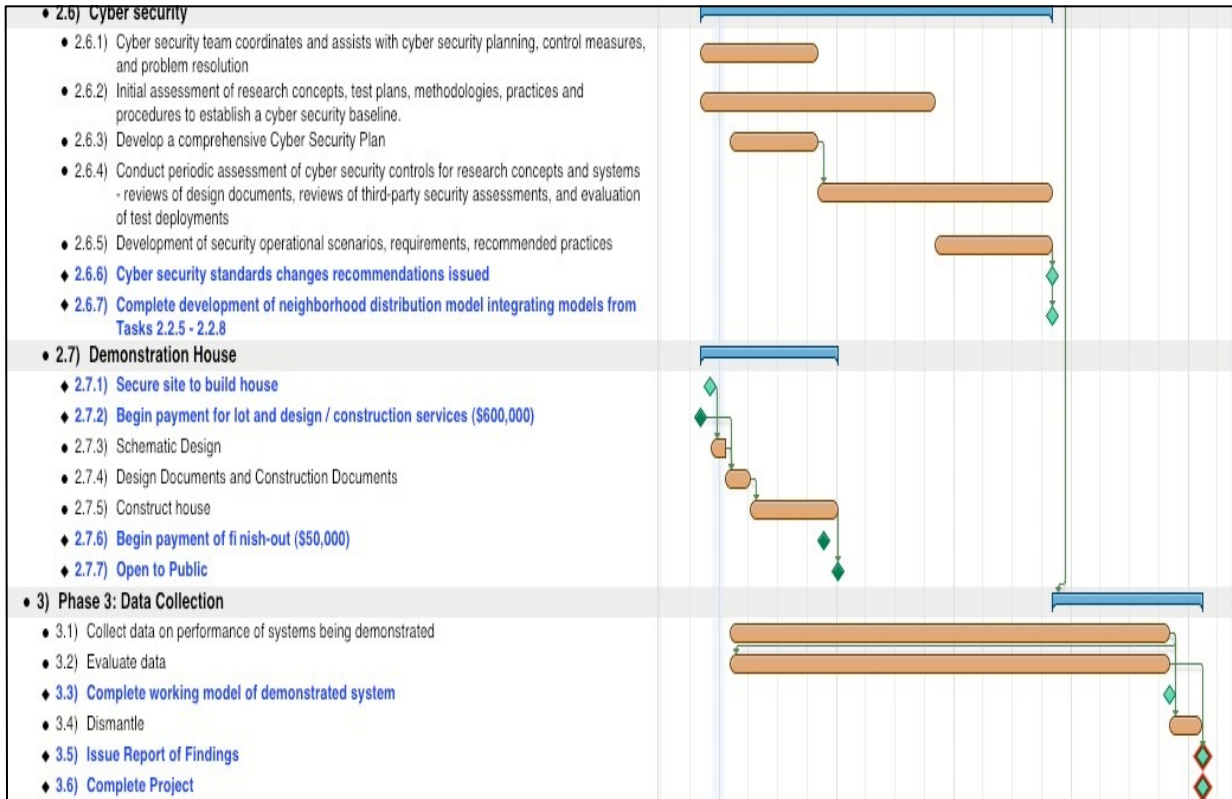 • 2.6) Cyber security
• 2.6.1) Cyber security team coordinates and assists with cyber security planning, control measures,
and problem resolution
• 2.6.2) Initial assessment of research concepts, test plans, methodologies, practices and
procedures to establish a cyber security baseline.
• 2.6.3) Develop a comprehensive Cyber Security Plan
• 2.6.4) Conduct periodic assessment of cyber security controls for research concepts and systems
- reviews of design documents, reviews of third-party security assessments, and evaluation
of test deployments
• 2.6.5) Development of security operational scenarios, requirements, recommended practices
♦ 2.6.6) Cyber security standards changes recommendations issued
♦ 2.6.7) Complete development of neighborhood distribution model integrating models from
Tasks 2.2.5 - 2.2.8
• 2.7) Demonstration House
♦ 2.7.1) Secure site to build house
♦ 2.7.2) Begin payment for lot and design / construction services ($600,000)
• 2.7.3) Schematic Design
• 2.7.4) Design Documents and Construction Documents
• 2.7.5) Construct house
♦ 2.7.6) Begin payment of finish-out ($50,000)
♦ 2.7.7) Open to Public
• 3) Phase 3: Data Collection
• 3.1) Collect data on performance of systems being demonstrated
• 3.2) Evaluate data
♦ 3.3) Complete working model of demonstrated system
• 3.4) Dismantle
♦ 3.5) Issue Report of Findings
♦ 3.6) Complete Project